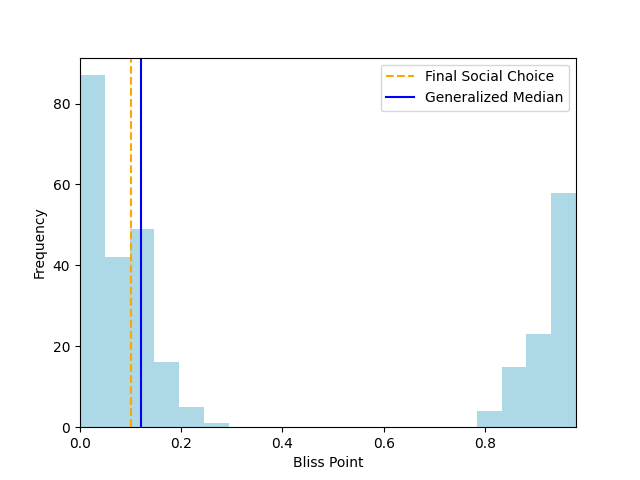 Final Social Choice
Generalized Median
80
60
40
20
0
Frequency
0.0 0.2 0.4 0.6 0.8
Bliss Point